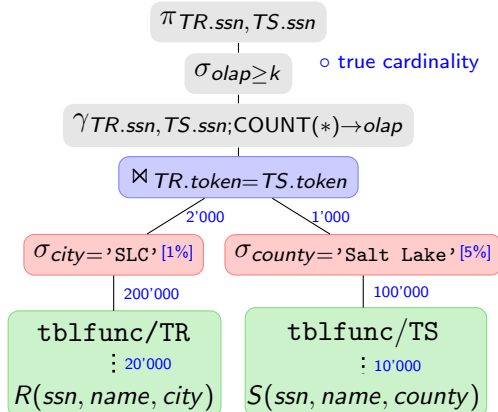 π TR.ssn,TS.ssn
σ olap≥k
∘ true cardinality
γ TR.ssn,TS.ssn;COUNT(∗)→olap
⋈ TR.token=TS.token
2'000 1'000
σ city='SLC' [1%] σ county='Salt Lake' [5%]
200'000 100'000
tblfunc/TR tblfunc/TS
⋮ 20'000 ⋮ 10'000
R(ssn, name, city) S(ssn, name, county)